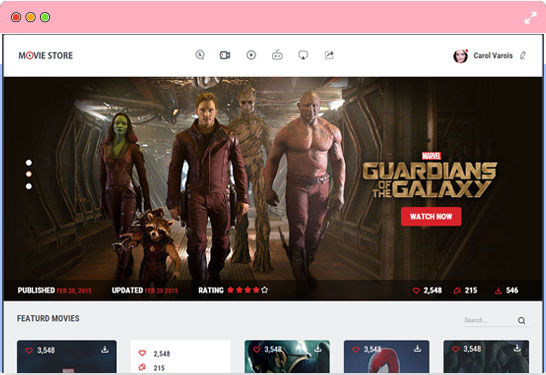 MOVIE STORE
Carol Varois
MARVEL
GUARDIANS
OF THE GALAXY
WATCH NOW
PUBLISHED FEB 20, 2015 UPDATED FEB 20 2015 RATING 2,548 215 546
FEATURD MOVIES
Search...
3,548 2,548 3,548 3,548 3,548
215